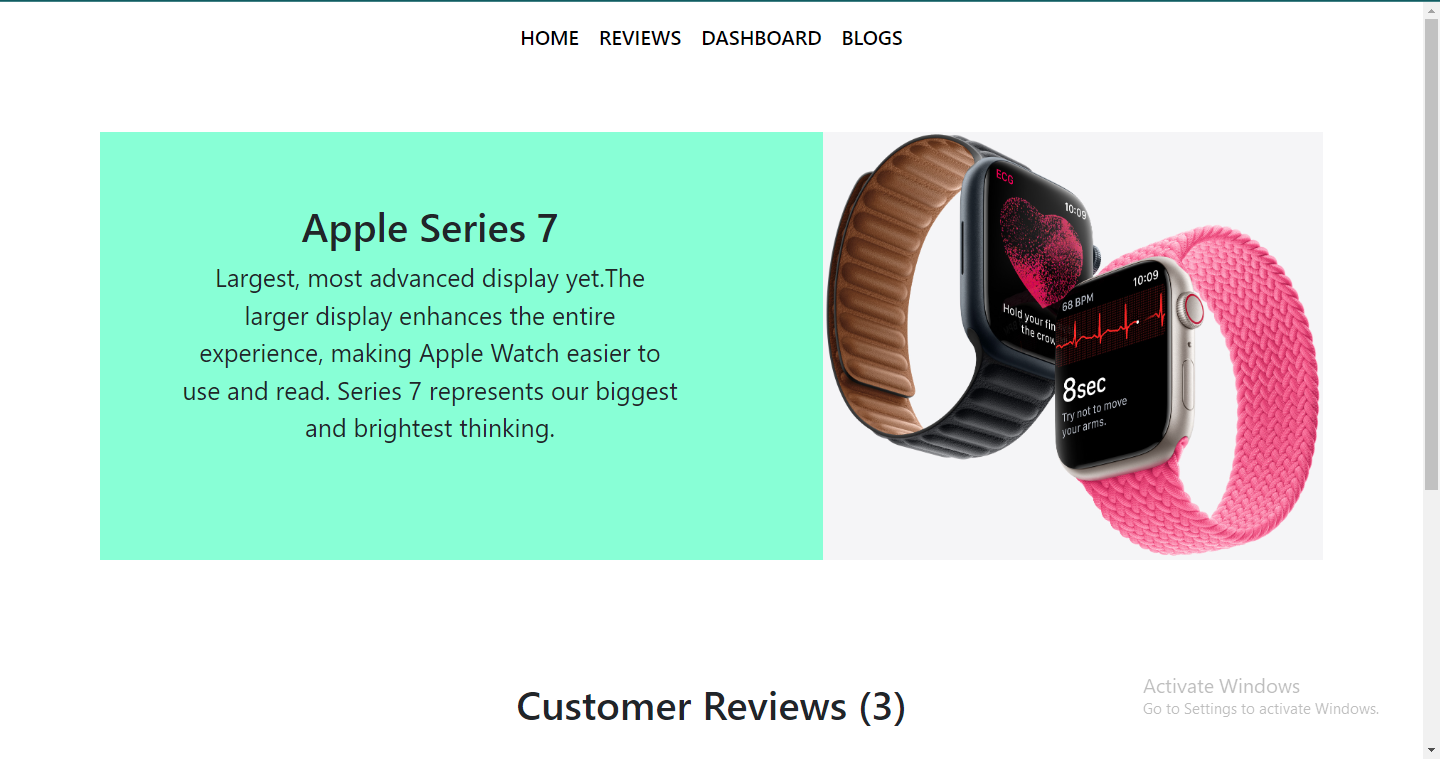 HOME REVIEWS DASHBOARD BLOGS
Apple Series 7
Largest, most advanced display yet.The
larger display enhances the entire
experience, making Apple Watch easier to
use and read. Series 7 represents our biggest
and brightest thinking.
ECG
10:09
Hold your fin
the crow
10:09
68 BPM
8sec
Try not to move
your arms.
Customer Reviews (3)
Activate Windows
Go to Settings to activate Windows.